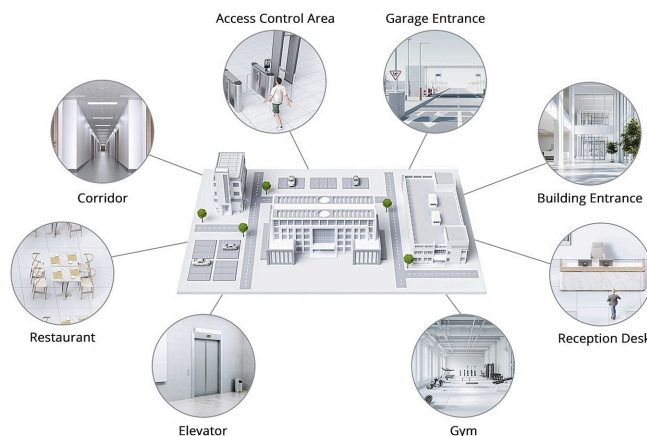 Access Control Area
Garage Entrance
Corridor
Building Entrance
Restaurant
Reception Desk
Elevator
Gym